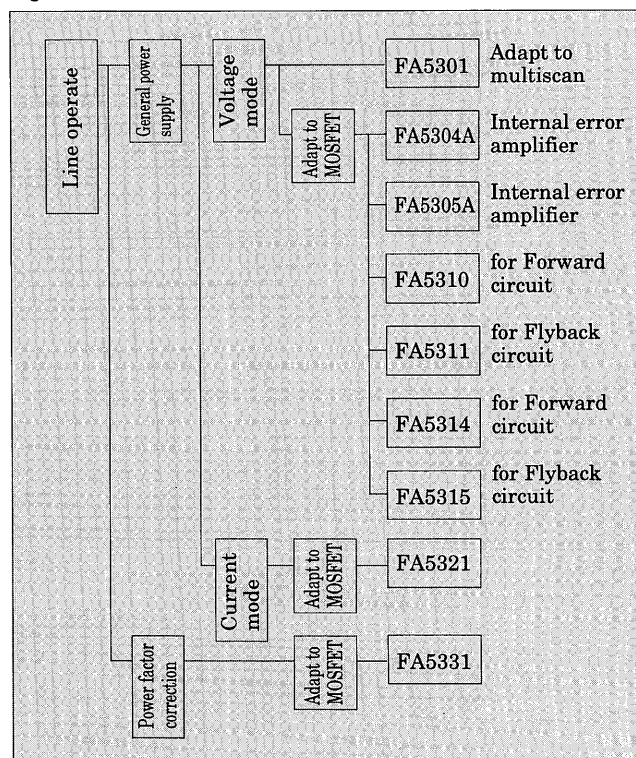 Line operate
General power
supply
Voltage
mode
FA5301
Adapt to
multiscan
Adapt to
MOSFET
FA5304A
Internal error
amplifier
FA5305A
Internal error
amplifier
FA5310
for Forward
circuit
FA5311
for Flyback
circuit
FA5314
for Forward
circuit
FA5315
for Flyback
circuit
Current
mode
Adapt to
MOSFET
FA5321
Power factor
correction
Adapt to
MOSFET
FA5331